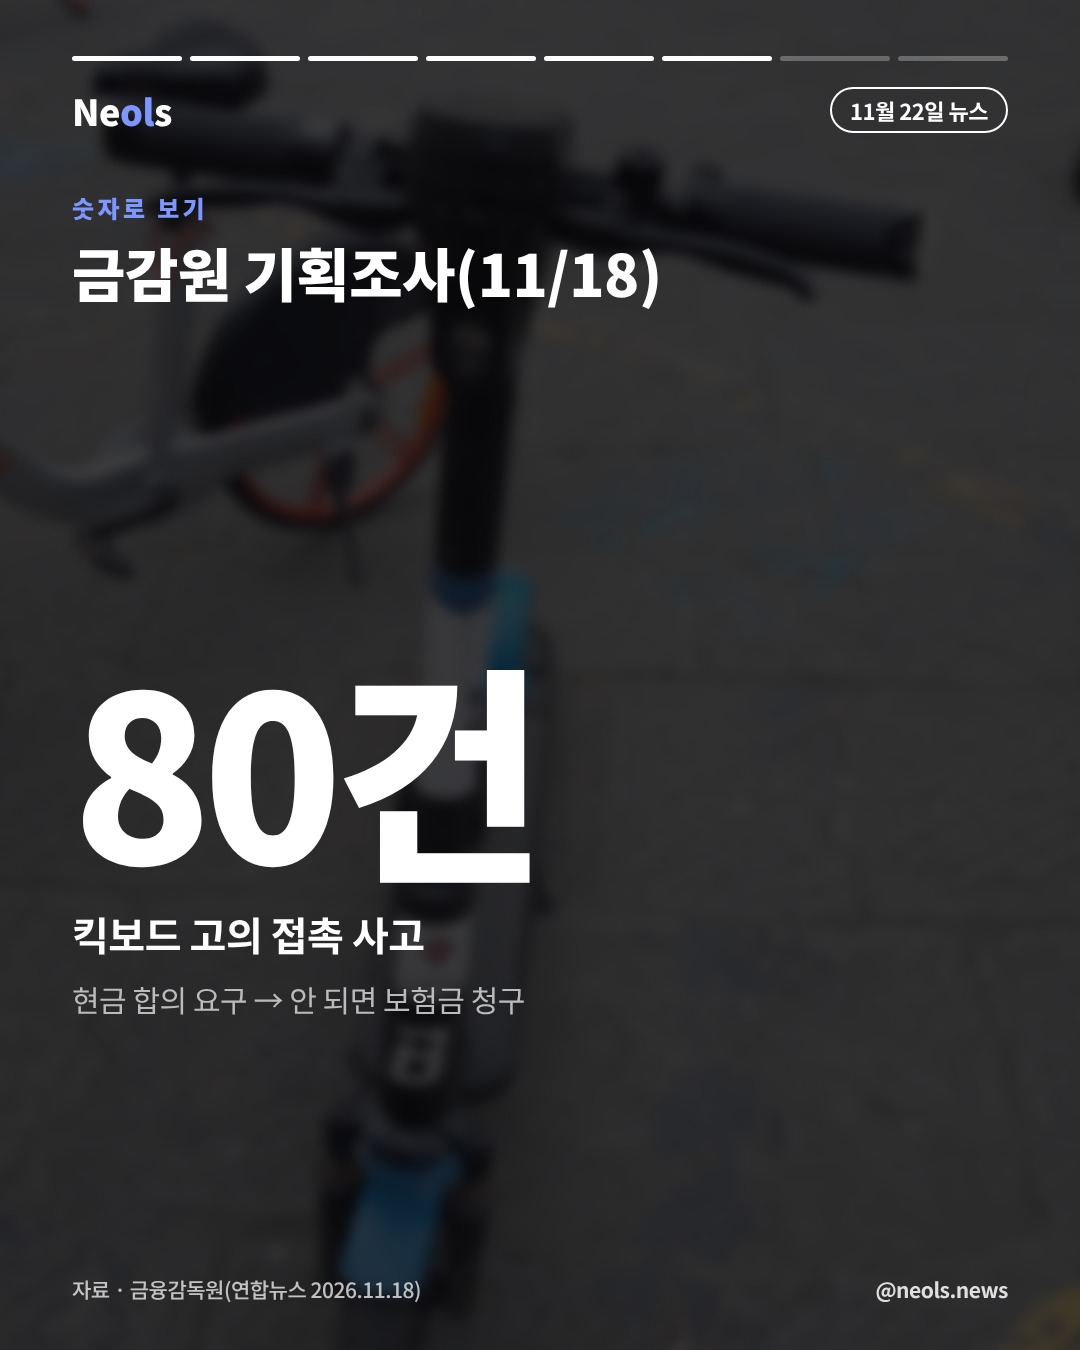 Neols
11월 22일 뉴스
숫자로 보기
금감원 기획조사(11/18)
80건
킥보드 고의 접촉 사고
현금 합의 요구 → 안 되면 보험금 청구
자료 · 금융감독원(연합뉴스 2026.11.18)
@neols.news